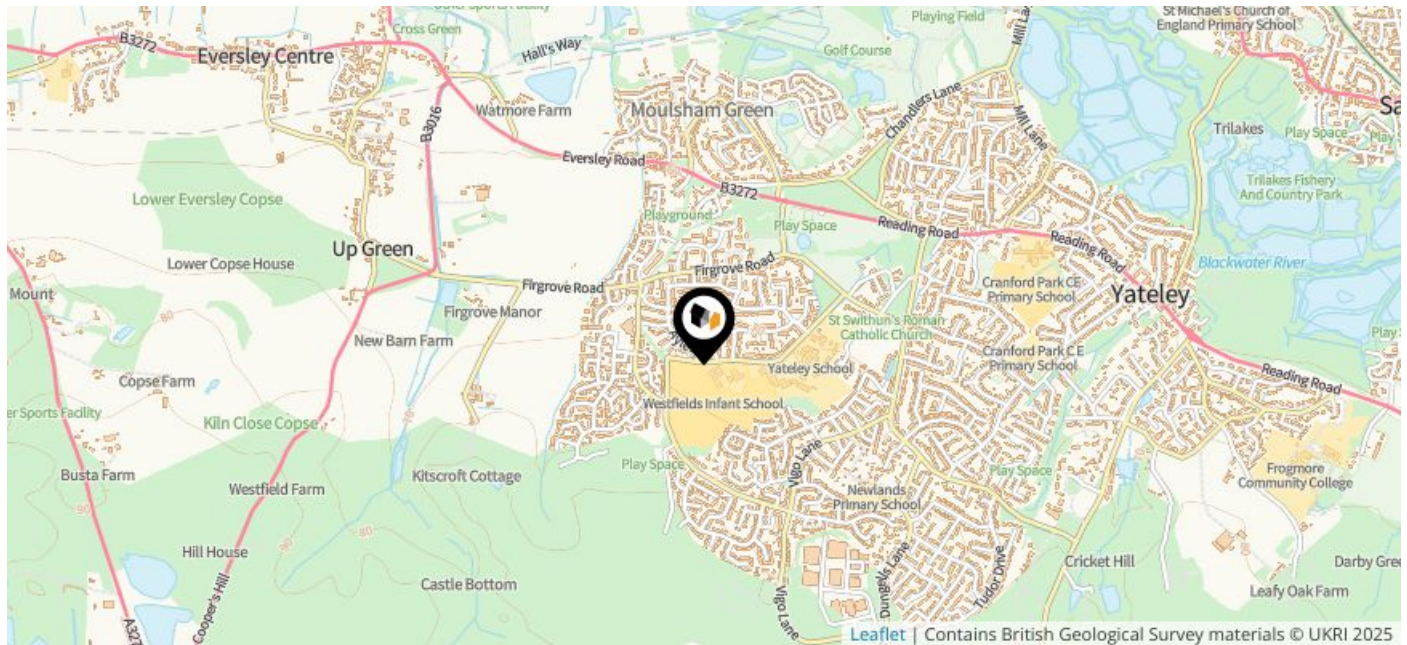 St Michael's Church of
England Primary School
Playing Field
Mill Lane
Cross Green
B3272
Hall's Way
Eversley Centre
Golf Course
Watmore Farm
Moulsham Green
Chandlers Lane
Mill Lane
B3016
Trilakes
Play Space
Eversley Road
Trilakes Fishery
And Country Park
Lower Eversley Copse
B3272
Playground
Play Space
Reading Road
Reading Road
Up Green
Lower Copse House
Firgrove Road
Blackwater River
Mount
Firgrove Road
Cranford Park CE
Primary School
Yateley
80
Firgrove Manor
St Swithun's Roman
Catholic Church
New Barn Farm
Cranford Park C E
Primary School
Copse Farm
Yateley School
Reading Road
Westfields Infant School
Kiln Close Copse
Vigo Lane
Play Space
Play Space
Busta Farm
Kitscroft Cottage
Westfield Farm
Newlands
Primary School
Frogmore
Community College
90
80
90
Hill House
Cricket Hill
Castle Bottom
Dungells Lane
Tudor Drive
Leafy Oak Farm
Cooper's Hill
Vigo Lane
Leaflet | Contains British Geological Survey materials © UKRI 2025